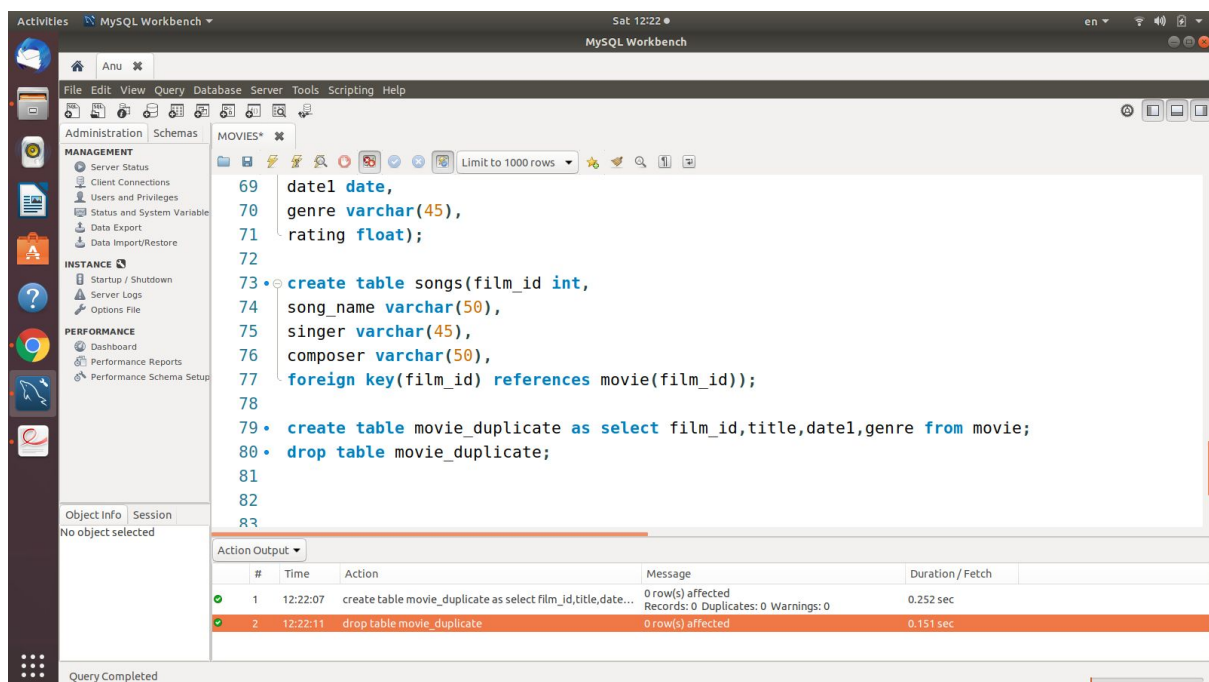 Activities MySQL Workbench Sat 12:22 en
MySQL Workbench
Anu
File Edit View Query Database Server Tools Scripting Help
Administration Schemas
MOVIES*
MANAGEMENT
Server Status
Client Connections
Users and Privileges
Status and System Variable
Data Export
Data Import/Restore
INSTANCE
Startup / Shutdown
Server Logs
Options File
PERFORMANCE
Dashboard
Performance Reports
Performance Schema Setup
Object Info Session
No object selected
Limit to 1000 rows
69 date1 date,
70 genre varchar(45),
71 rating float);
72
73 create table songs(film_id int,
74 song_name varchar(50),
75 singer varchar(45),
76 composer varchar(50),
77 foreign key(film_id) references movie(film_id));
78
79 create table movie_duplicate as select film_id,title,date1,genre from movie;
80 drop table movie_duplicate;
81
82
83
Action Output
# Time Action Message Duration / Fetch
1 12:22:07 create table movie_duplicate as select film_id,title,date... 0 row(s) affected
Records: 0 Duplicates: 0 Warnings: 0 0.252 sec
2 12:22:11 drop table movie_duplicate 0 row(s) affected 0.151 sec
Query Completed